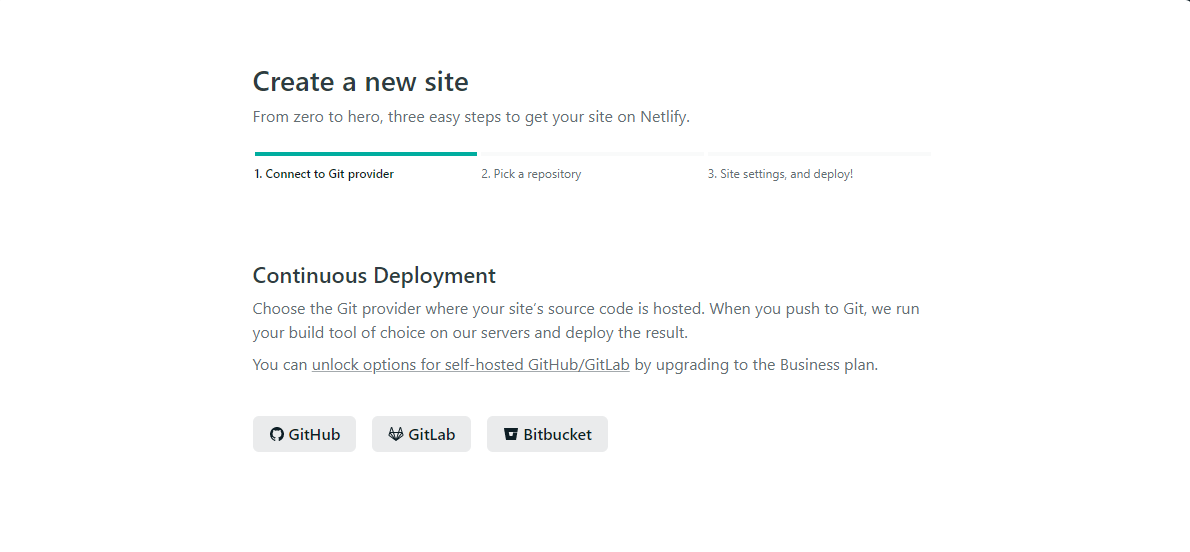 Create a new site
From zero to hero, three easy steps to get your site on Netlify.
1. Connect to Git provider
2. Pick a repository
3. Site settings, and deploy!
Continuous Deployment
Choose the Git provider where your site’s source code is hosted. When you push to Git, we run
your build tool of choice on our servers and deploy the result.
You can unlock options for self-hosted GitHub/GitLab by upgrading to the Business plan.
GitHub
GitLab
Bitbucket